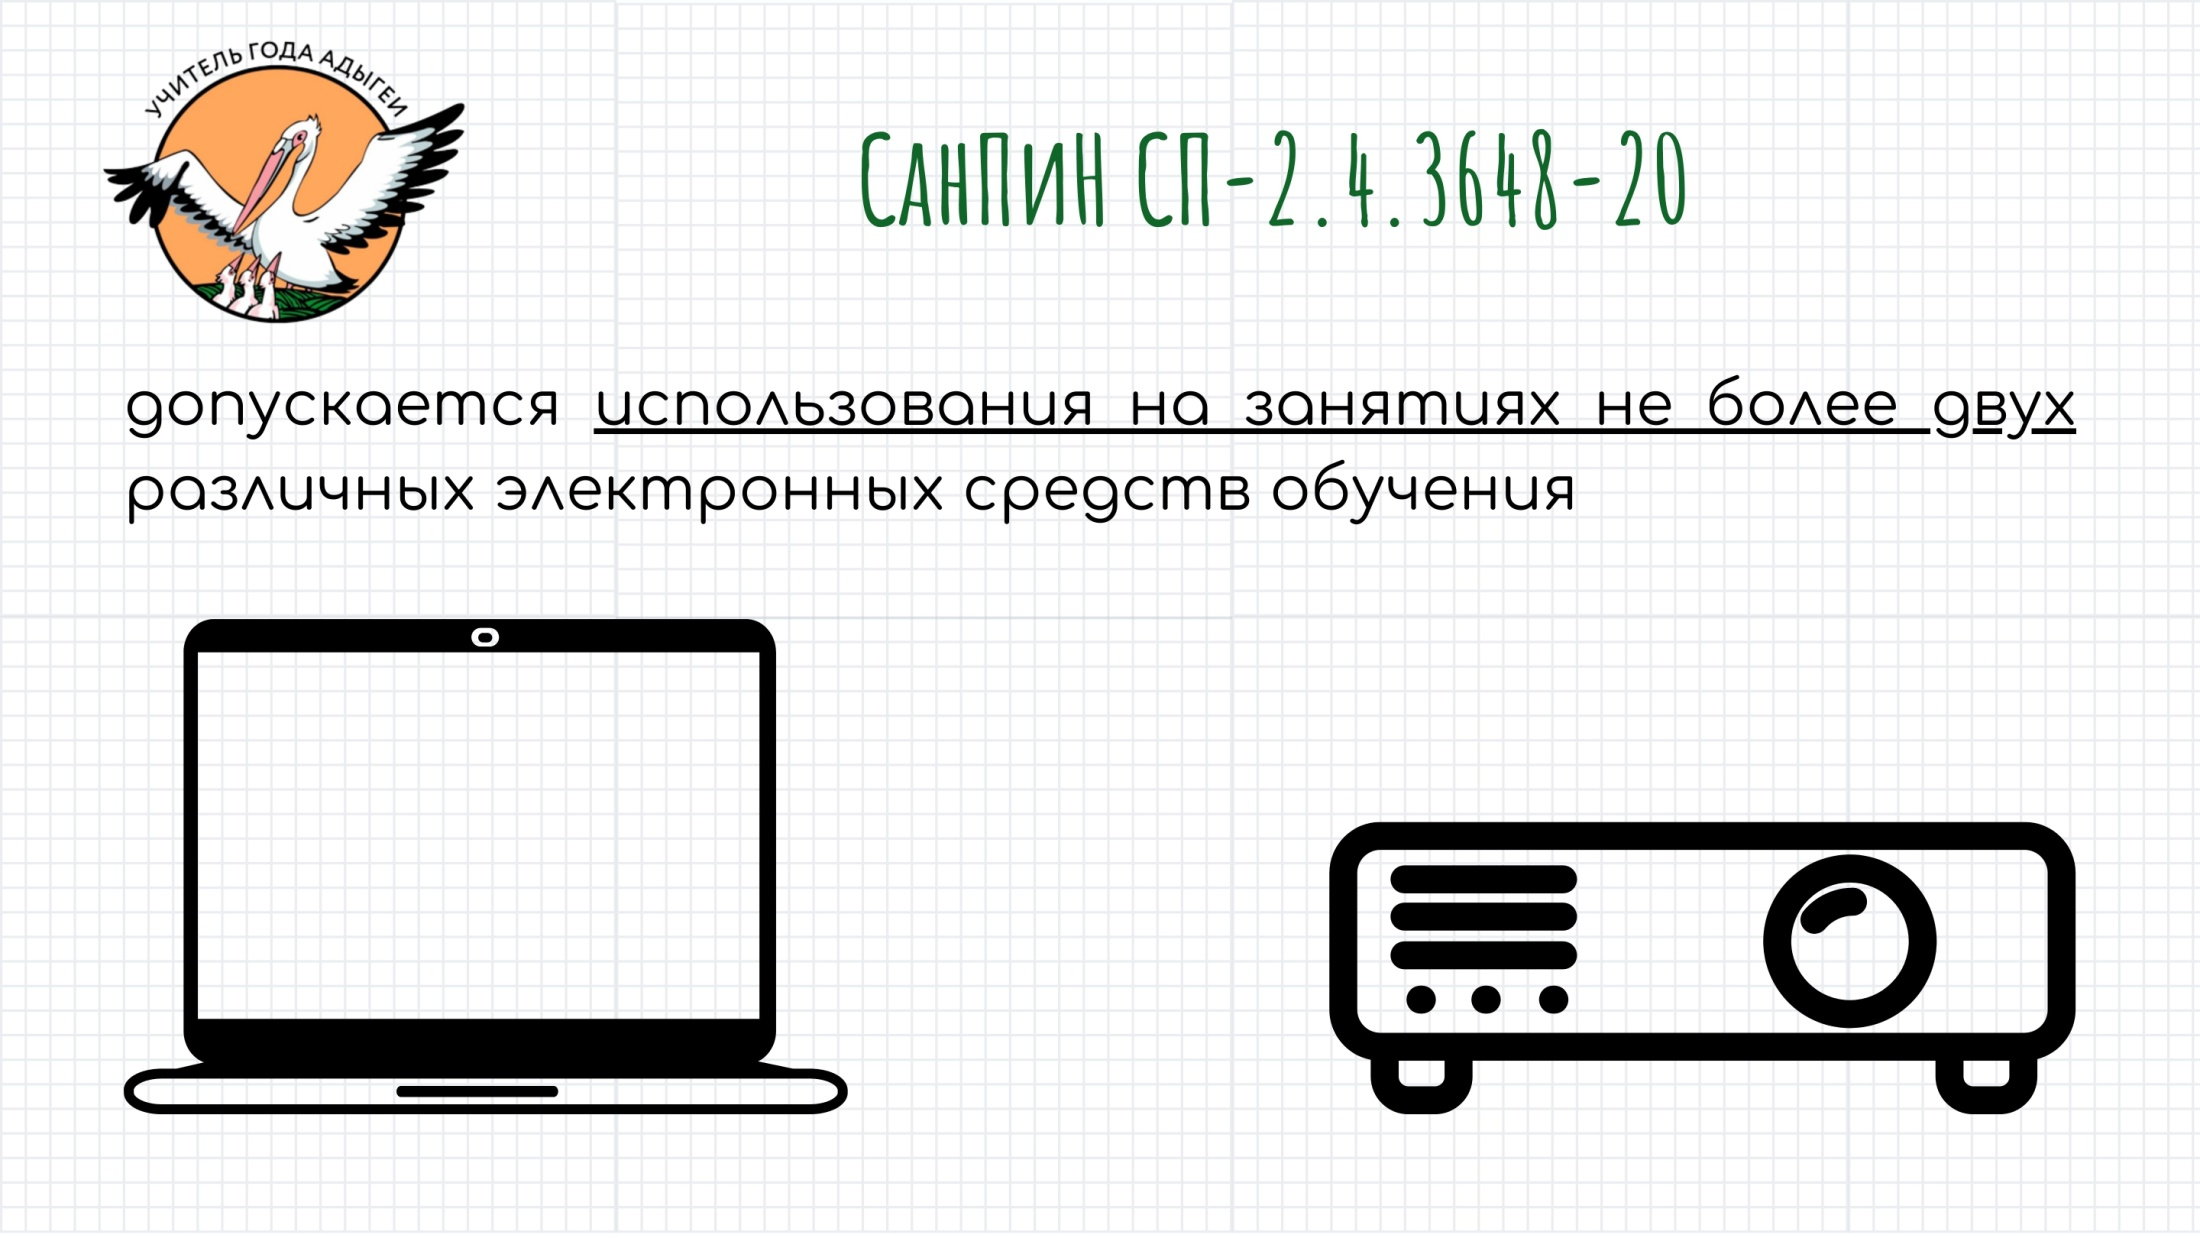 УЧИТЕЛЬ ГОДА АДЫГЕИ
САНПИН СП-2.4.3648-20
допускается использования на занятиях не более двух
различных электронных средств обучения